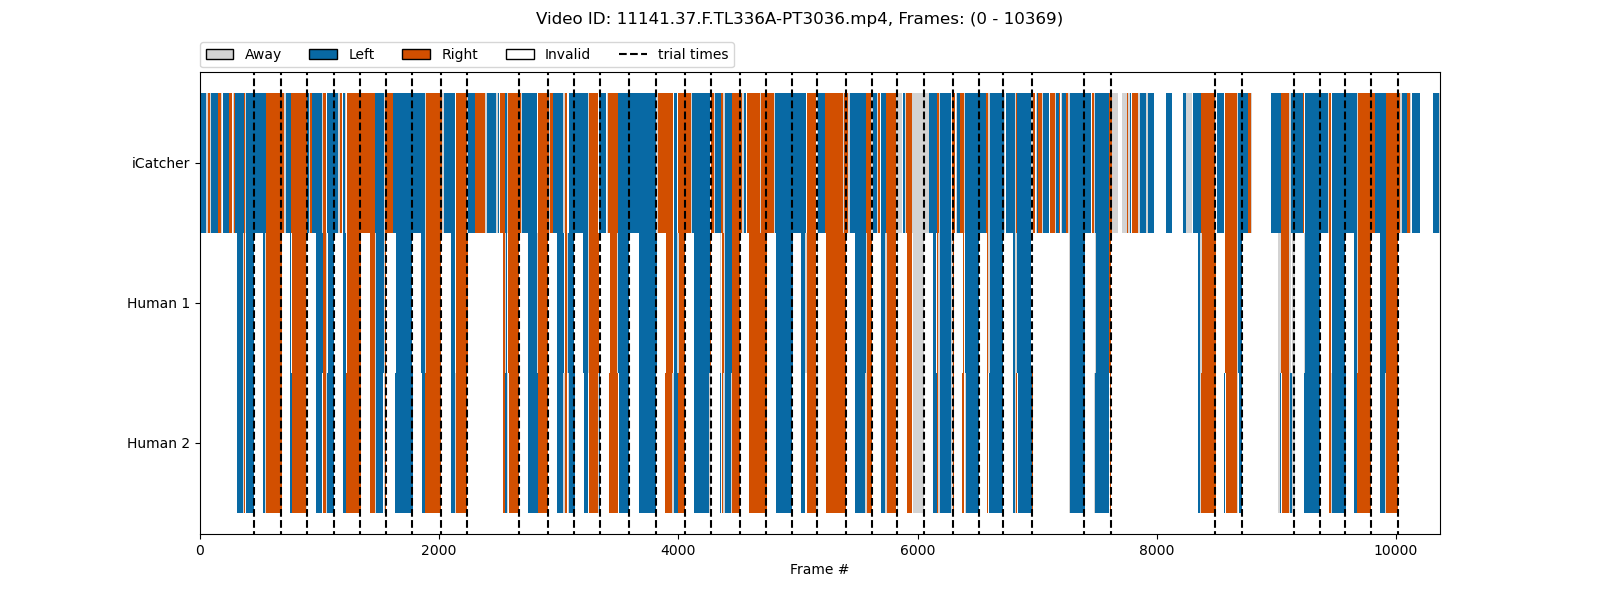 Video ID: 11141.37.F.TL336A-PT3036.mp4, Frames: (0 - 10369)
Away Left Right Invalid trial times
iCatcher
Human 1
Human 2
0 2000 4000 6000 8000 10000
Frame #